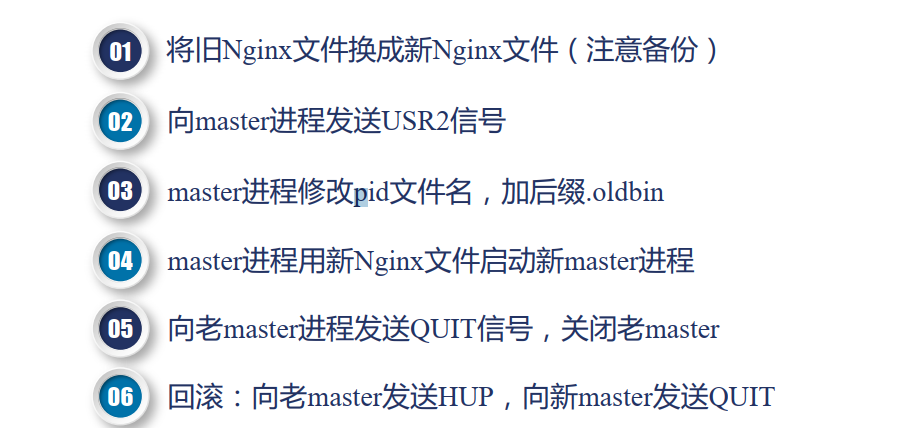 01 将旧Nginx文件换成新Nginx文件（注意备份）
02 向master进程发送USR2信号
03 master进程修改pid文件名，加后缀.oldbin
04 master进程用新Nginx文件启动新master进程
05 向老master进程发送QUIT信号，关闭老master
06 回滚：向老master发送HUP，向新master发送QUIT